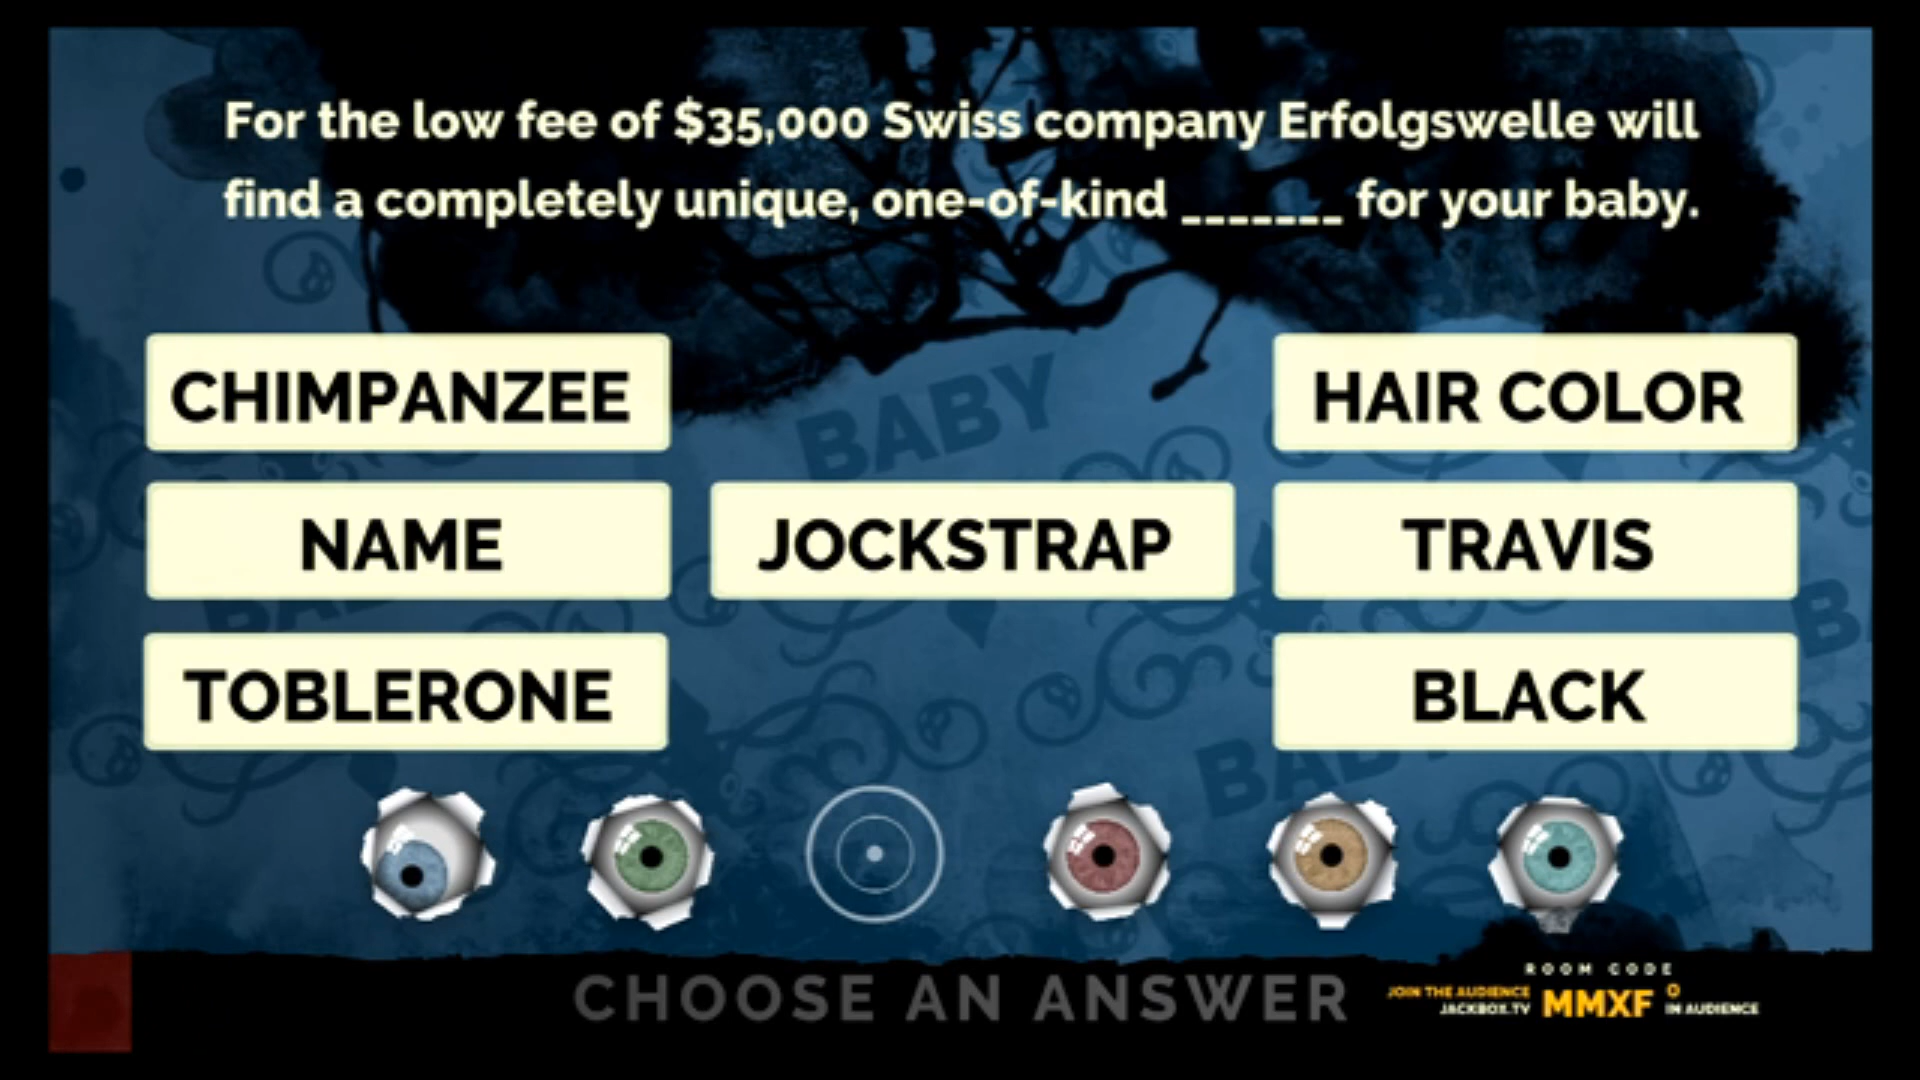 For the low fee of $35,000 Swiss company Erfolgswelle will
find a completely unique, one-of-kind _______ for your baby.
CHIMPANZEE
HAIR COLOR
NAME
JOCKSTRAP
TRAVIS
TOBLERONE
BLACK
BABY
BABY
CHOOSE AN ANSWER
ROOM CODE
JOIN THE AUDIENCE
JACKBOX.TV
MMXF
0
IN AUDIENCE